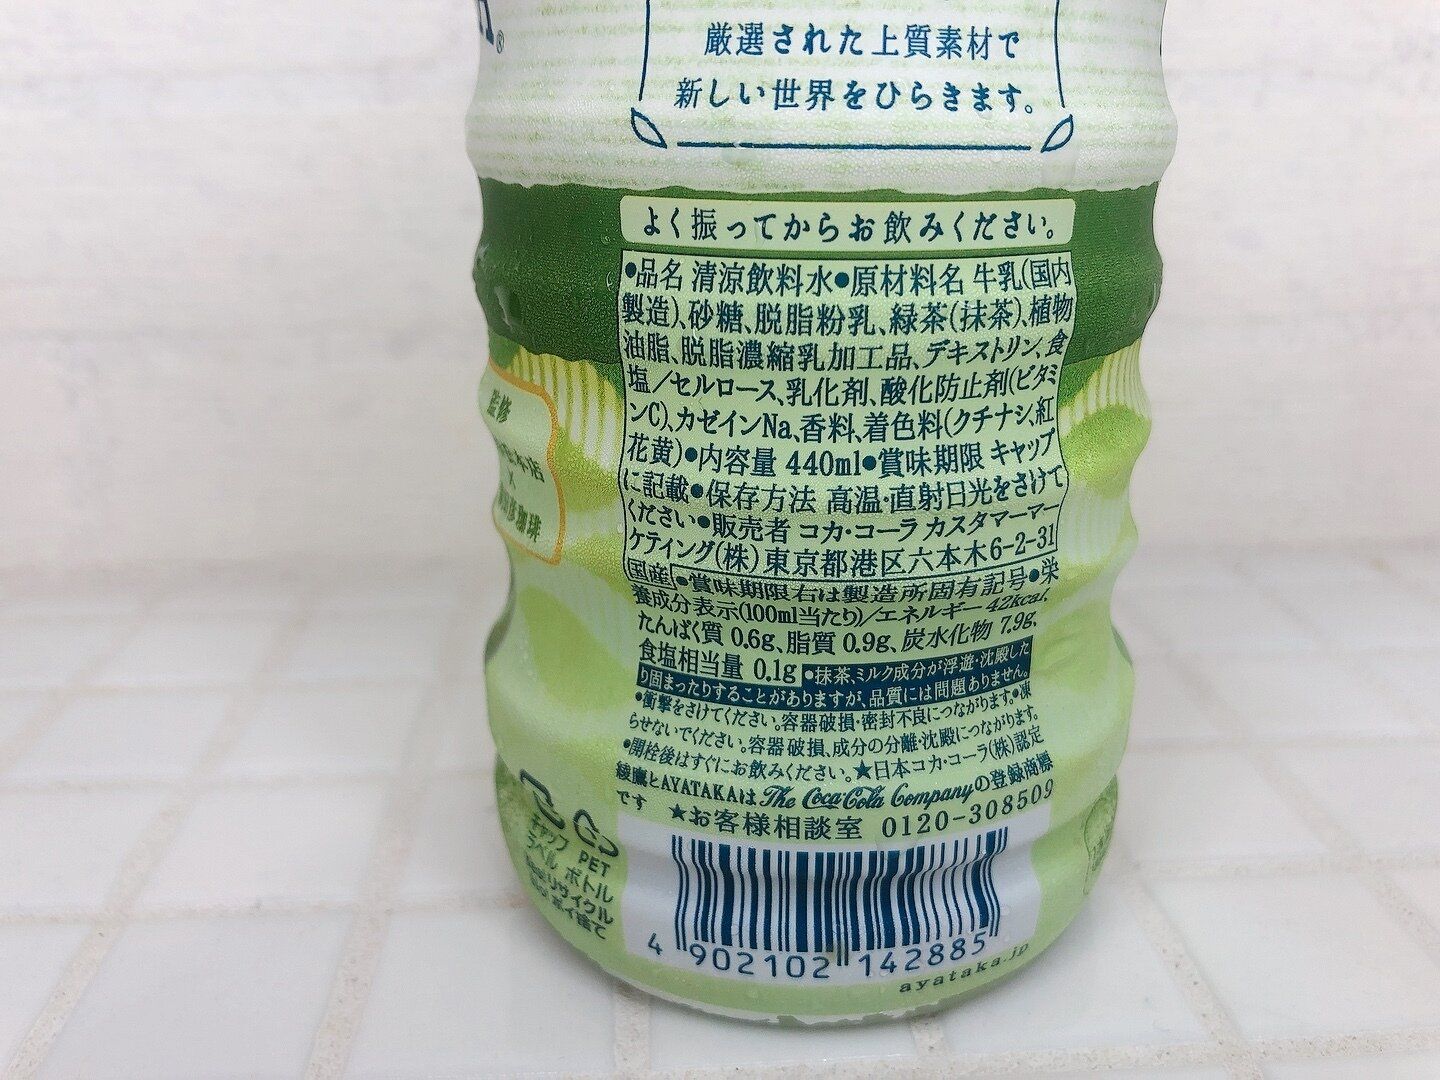 厳選された上質素材で
新しい世界をひらきます。
よく振ってからお飲みください。
●品名 清涼飲料水●原材料名 牛乳(国内
製造)、砂糖、脱脂粉乳、緑茶(抹茶)、植物
油脂、脱脂濃縮乳加工品、デキストリン、食
塩/セルロース、乳化剤、酸化防止剤(ビタミ
ンC)、カゼインNa、香料、着色料(クチナシ、紅
花黄)●内容量 440ml●賞味期限 キャップ
に記載●保存方法 高温・直射日光をさけて
ください●販売者 コカ・コーラ カスタマーマー
ケティング(株)東京都港区六本木6-2-31
国産 ●賞味期限右は製造所固有記号●栄
養成分表示(100ml当たり)/エネルギー 42kcal、
たんぱく質 0.6g、脂質 0.9g、炭水化物 7.9g、
食塩相当量 0.1g ●抹茶、ミルク成分が浮遊・沈殿した
り固まったりすることがありますが、品質には問題ありません。
●衝撃をさけてください。容器破損・密封不良につながります。●凍
らせないでください。容器破損、成分の分離・沈殿につながります。
●開栓後はすぐにお飲みください。★日本コカ・コーラ(株)認定
綾鷹とAYATAKAは The Coca-Cola Companyの登録商標
です ★お客様相談室 0120-308509
監修
本店
×
珈琲
キャップ PET
ラベル ボトル
リサイクル
ポイ捨て
4 902102 142885
ayataka.jp